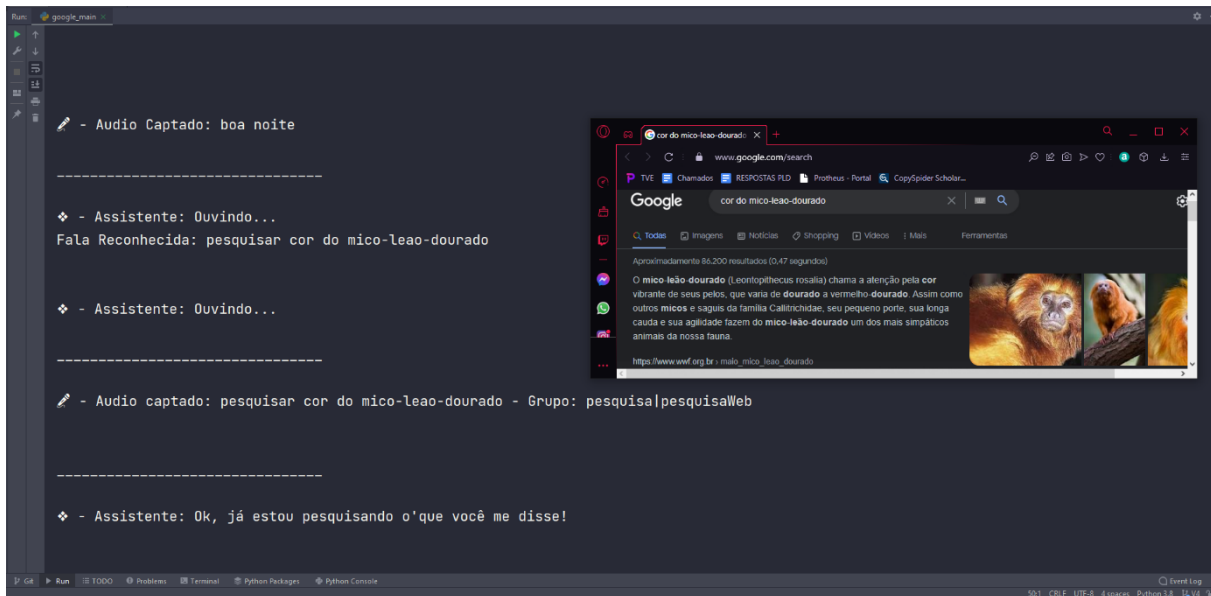 Run: google_main
- Audio Captado: boa noite
--------------------------------
❖ - Assistente: Ouvindo...
Fala Reconhecida: pesquisar cor do mico-leao-dourado
❖ - Assistente: Ouvindo...
--------------------------------
- Audio captado: pesquisar cor do mico-leao-dourado - Grupo: pesquisa|pesquisaWeb
--------------------------------
❖ - Assistente: Ok, já estou pesquisando o'que você me disse!
cor do mico-leao-dourado
www.google.com/search
TVE Chamados RESPOSTAS PLD Protheus - Portal CopySpider Scholar...
Google cor do mico-leao-dourado
Todas Imagens Notícias Shopping Vídeos Mais Ferramentas
Aproximadamente 86.200 resultados (0,47 segundos)
O mico-leão-dourado (Leontopithecus rosalia) chama a atenção pela cor
vibrante de seus pelos, que varia de dourado a vermelho-dourado. Assim como
outros micos e saguis da família Callitrichidae, seu pequeno porte, sua longa
cauda e sua agilidade fazem do mico-leão-dourado um dos mais simpáticos
animais da nossa fauna.
https://www.wwf.org.br › maio_mico_leao_dourado
Git Run TODO Problems Terminal Python Packages Python Console Event Log
50:1 CRLF UTF-8 4 spaces Python 3.8